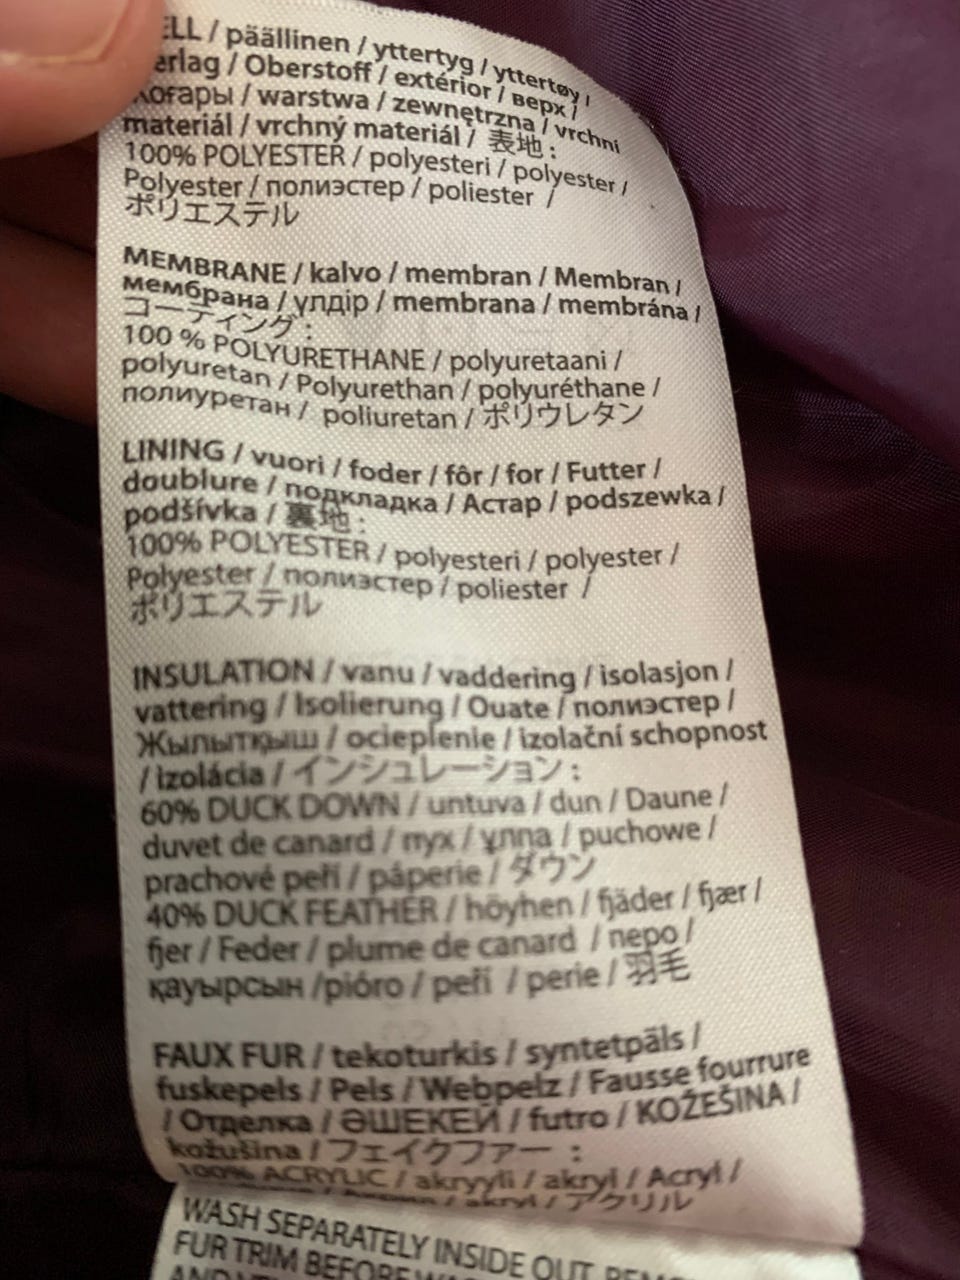 ELL / päällinen / yttertyg / yttertøy /
erlag / Oberstoff / extérior / верх /
Жоғары / warstwa / zewnętrzna / vrchní
materiál / vrchný materiál / 表地 :
100% POLYESTER / polyesteri / polyester /
Polyester / полиэстер / poliester /
ポリエステル
MEMBRANE / kalvo / membran / Membran /
мембрана / үлдір / membrana / membrána /
コーティング :
100 % POLYURETHANE / polyuretaani /
polyuretan / Polyurethan / polyuréthane /
полиуретан / poliuretan / ポリウレタン
LINING / vuori / foder / fôr / for / Futter /
doublure / подкладка / Астар / podszewka /
podšívka / 裏地 :
100% POLYESTER / polyesteri / polyester /
Polyester / полиэстер / poliester /
ポリエステル
INSULATION / vanu / vaddering / isolasjon /
vattering / Isolierung / Ouate / полиэстер /
Жылытқыш / ocieplenie / izolační schopnost
/ izolácia / インシュレーション :
60% DUCK DOWN / untuva / dun / Daune /
duvet de canard / пух / ұлпа / puchowe /
prachové peří / páperie / ダウン
40% DUCK FEATHER / höyhen / fjäder / fjær /
fjer / Feder / plume de canard / перо /
қауырсын /pióro / peří / perie / 羽毛
FAUX FUR / tekoturkis / syntetpäls /
fuskepels / Pels / Webpelz / Fausse fourrure
/ Отделка / ӘШЕКЕЙ / futro / KOŽEŠINA /
kožušina / フェイクファー :
100% ACRYLIC / akryyli / akryl / Acryl /
/ akryl / アクリル
WASH SEPARATELY INSIDE OUT.
FUR TRIM BEFORE
AND